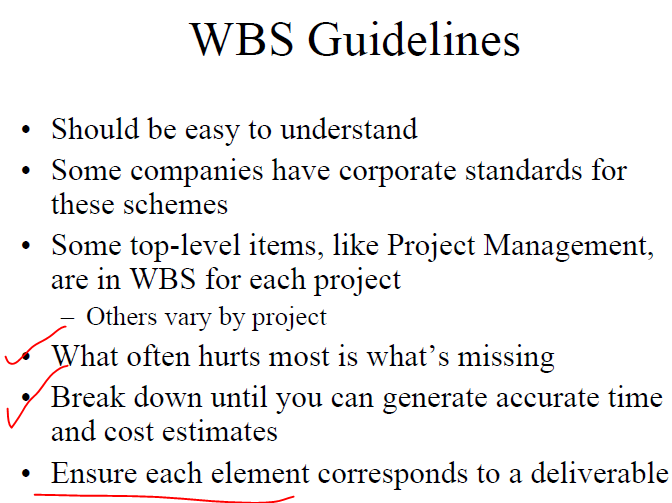 WBS Guidelines
• Should be easy to understand
• Some companies have corporate standards for
these schemes
• Some top-level items, like Project Management,
are in WBS for each project
– Others vary by project
• What often hurts most is what's missing
• Break down until you can generate accurate time
and cost estimates
• Ensure each element corresponds to a deliverable